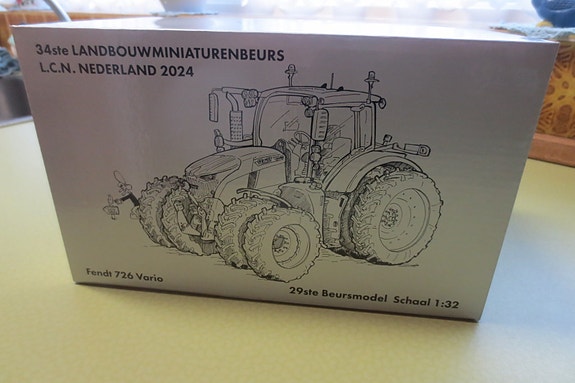 34ste LANDBOUWMINIATURENBEURS
L.C.N. NEDERLAND 2024
Fendt 726 Vario
29ste Beursmodel Schaal 1:32